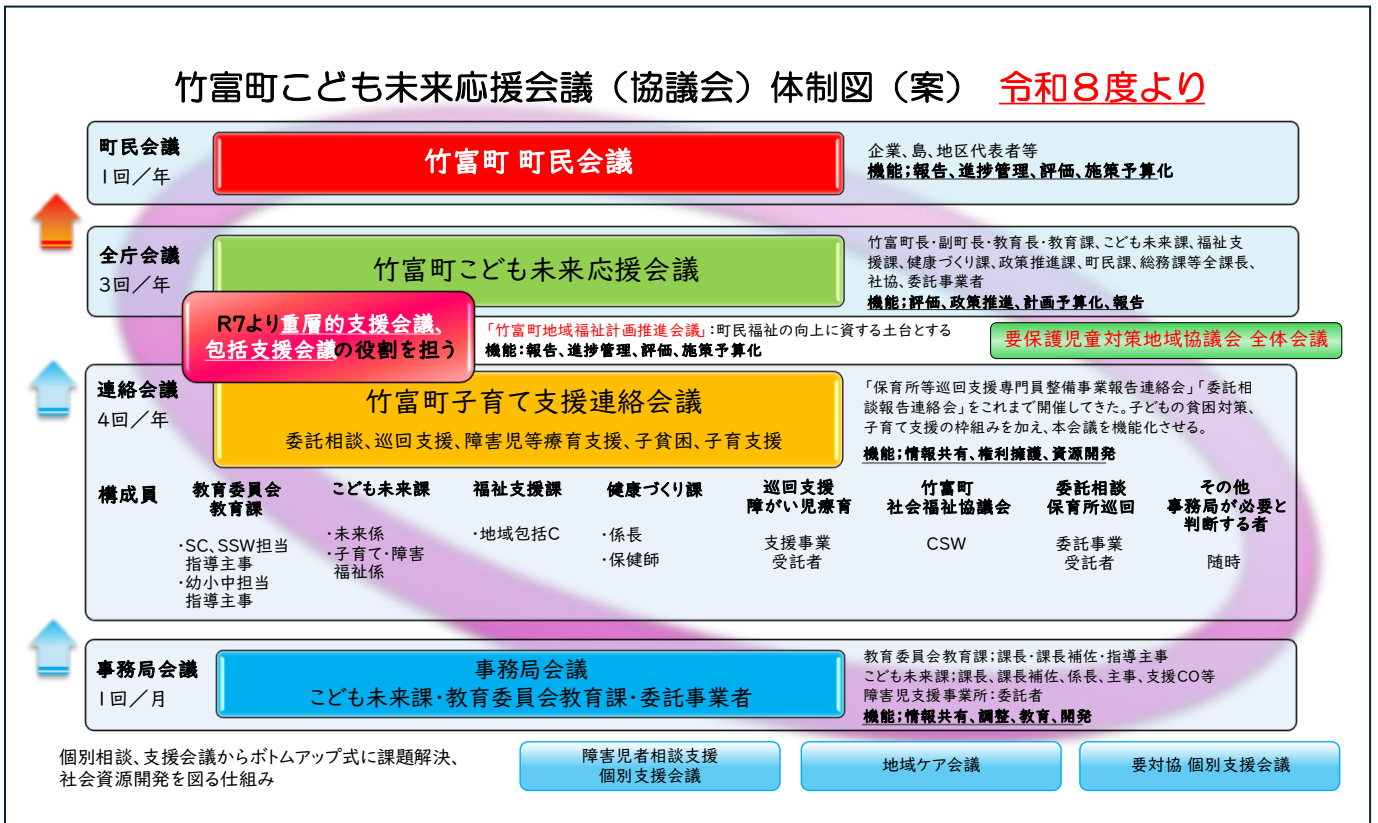 竹富町こども未来応援会議（協議会）体制図（案） 令和８度より
町民会議
1回／年
竹富町 町民会議
企業、島、地区代表者等
機能;報告、進捗管理、評価、施策予算化
全庁会議
3回／年
竹富町こども未来応援会議
竹富町長・副町長・教育長・教育課、こども未来課、福祉支
援課、健康づくり課、政策推進課、町民課、総務課等全課長、
社協、委託事業者
機能;評価、政策推進、計画予算化、報告
R7より重層的支援会議、
包括支援会議の役割を担う
「竹富町地域福祉計画推進会議」:町民福祉の向上に資する土台とする
機能:報告、進捗管理、評価、施策予算化
要保護児童対策地域協議会 全体会議
連絡会議
4回／年
竹富町子育て支援連絡会議
委託相談、巡回支援、障害児等療育支援、子貧困、子育支援
「保育所等巡回支援専門員整備事業報告連絡会」「委託相
談報告連絡会」をこれまで開催してきた。子どもの貧困対策、
子育て支援の枠組みを加え、本会議を機能化させる。
機能;情報共有、権利擁護、資源開発
構成員
教育委員会
教育課
・SC、SSW担当
指導主事
・幼小中担当
指導主事
こども未来課
・未来係
・子育て・障害
福祉係
福祉支援課
・地域包括C
健康づくり課
・係長
・保健師
巡回支援
障がい児療育
支援事業
受託者
竹富町
社会福祉協議会
CSW
委託相談
保育所巡回
委託事業
受託者
その他
事務局が必要と
判断する者
随時
事務局会議
1回／月
事務局会議
こども未来課・教育委員会教育課・委託事業者
教育委員会教育課;課長・課長補佐・指導主事
こども未来課;課長、課長補佐、係長、主事、支援CO等
障害児支援事業所:委託者
機能;情報共有、調整、教育、開発
個別相談、支援会議からボトムアップ式に課題解決、
社会資源開発を図る仕組み
障害児者相談支援
個別支援会議
地域ケア会議
要対協 個別支援会議